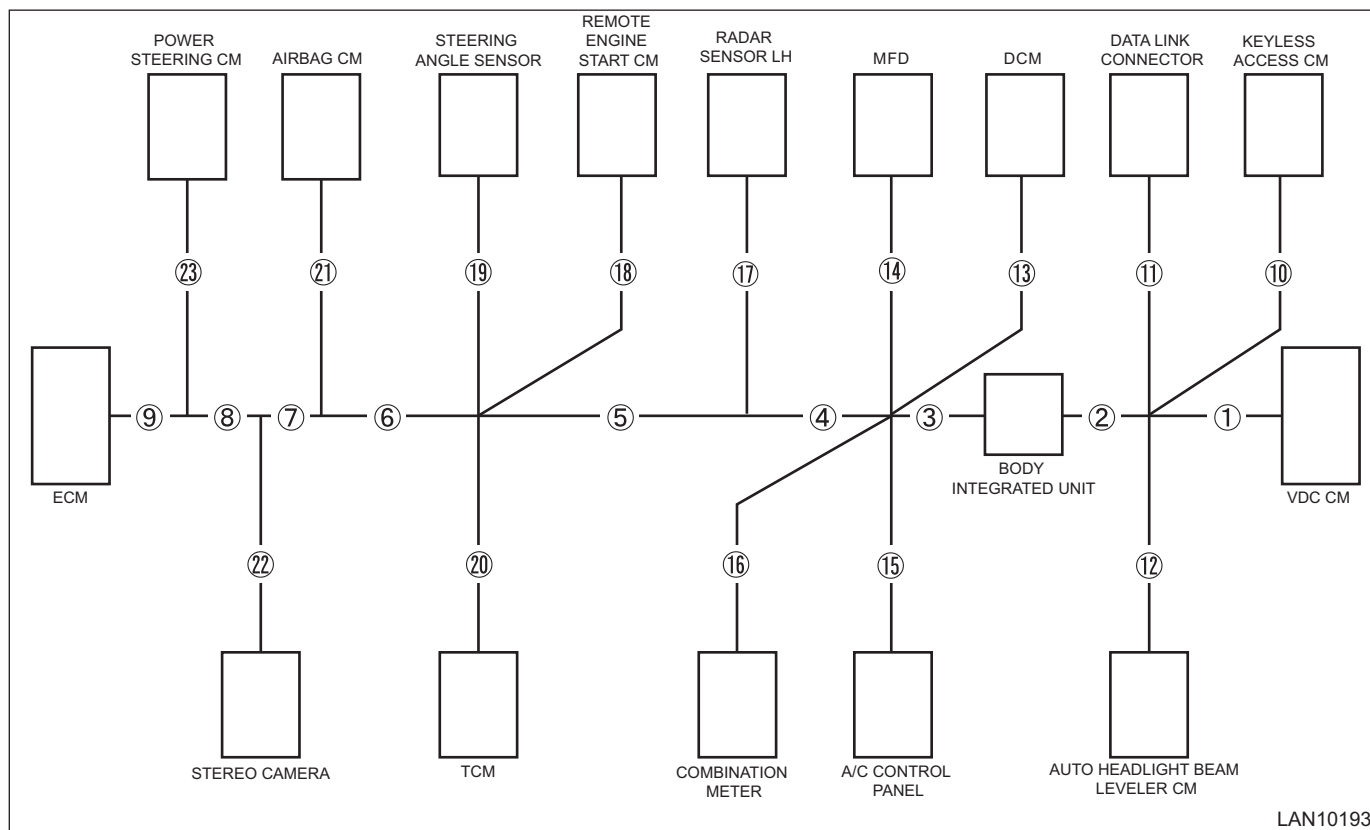 POWER
STEERING CM
AIRBAG CM
STEERING
ANGLE SENSOR
REMOTE
ENGINE
START CM
RADAR
SENSOR LH
MFD
DCM
DATA LINK
CONNECTOR
KEYLESS
ACCESS CM
㉓
㉑
⑲
⑱
⑰
⑭
⑬
⑪
⑩
⑨
⑧
⑦
⑥
⑤
④
③
②
①
ECM
BODY
INTEGRATED UNIT
VDC CM
㉒
⑳
⑯
⑮
⑫
STEREO CAMERA
TCM
COMBINATION
METER
A/C CONTROL
PANEL
AUTO HEADLIGHT BEAM
LEVELER CM
LAN10193